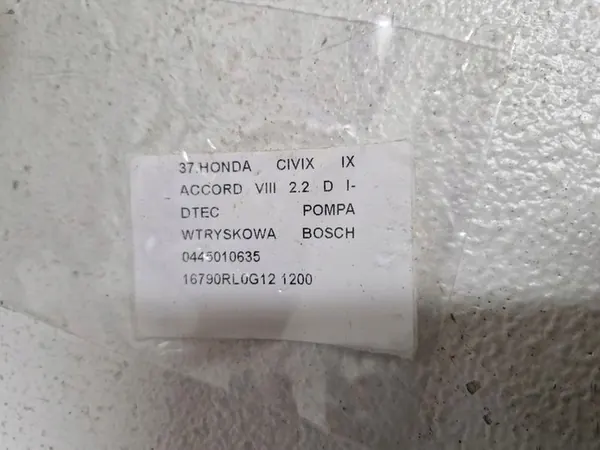 37.HONDA CIVIX IX
ACCORD VIII 2.2 D I-
DTEC POMPA
WTRYSKOWA BOSCH
0445010635
16790RL0G12 1200